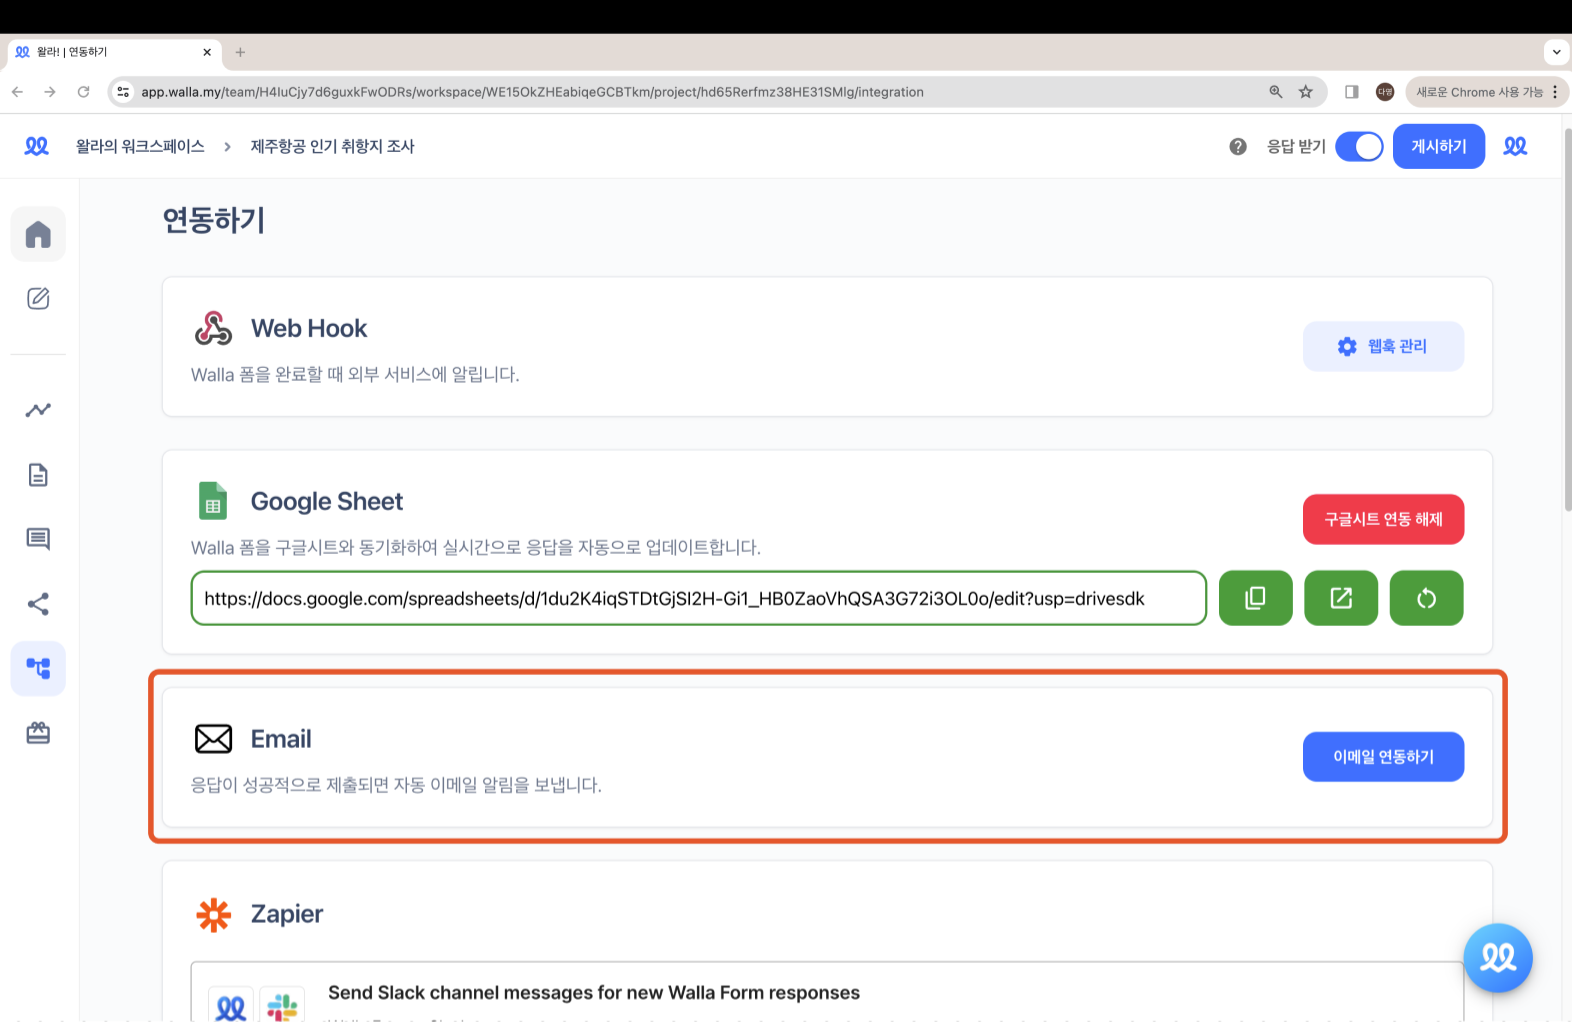 왈라! | 연동하기
app.walla.my/team/H4IuCjy7d6guxkFwODRs/workspace/WE15OkZHEabiqeGCBTkm/project/hd65Rerfmz38HE31SMlg/integration
다영
새로운 Chrome 사용 가능
왈라의 워크스페이스 > 제주항공 인기 취항지 조사
응답 받기
게시하기
연동하기
Web Hook
Walla 폼을 완료할 때 외부 서비스에 알립니다.
웹훅 관리
Google Sheet
Walla 폼을 구글시트와 동기화하여 실시간으로 응답을 자동으로 업데이트합니다.
구글시트 연동 해제
https://docs.google.com/spreadsheets/d/1du2K4iqSTDtGjSI2H-Gi1_HB0ZaoVhQSA3G72i3OL0o/edit?usp=drivesdk
Email
응답이 성공적으로 제출되면 자동 이메일 알림을 보냅니다.
이메일 연동하기
Zapier
Send Slack channel messages for new Walla Form responses